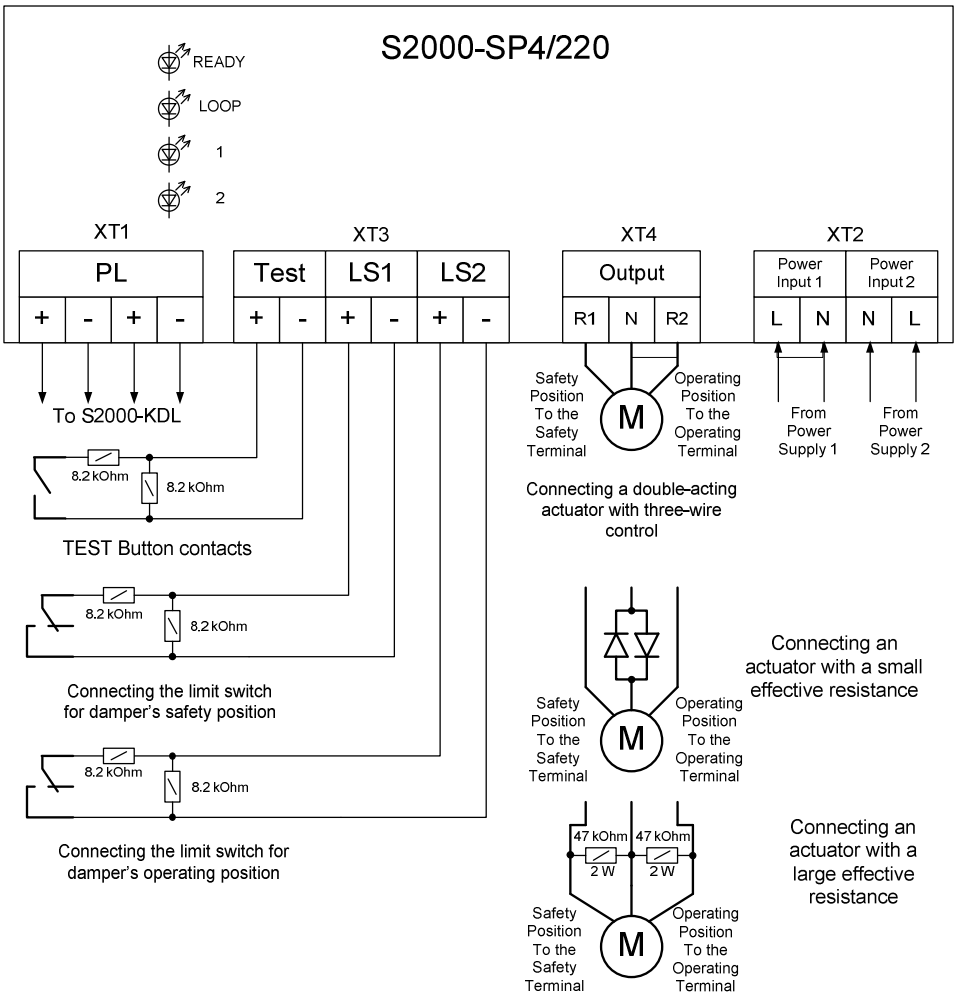 S2000-SP4/220
READY
LOOP
1
2
XT1
XT3
XT4
XT2
PL
Test
LS1
LS2
Output
Power
Input 1
Power
Input 2
+
-
+
-
+
-
+
-
+
-
R1
N
R2
L
N
N
L
To S2000-KDL
Safety
Position
To the
Safety
Terminal
M
Operating
Position
To the
Operating
Terminal
From
Power
Supply 1
From
Power
Supply 2
8.2 kOhm
8.2 kOhm
TEST Button contacts
Connecting a double-acting
actuator with three-wire
control
8.2 kOhm
8.2 kOhm
Connecting the limit switch
for damper's safety position
Safety
Position
To the
Safety
Terminal
M
Operating
Position
To the
Operating
Terminal
Connecting an
actuator with a small
effective resistance
8.2 kOhm
8.2 kOhm
Connecting the limit switch for
damper's operating position
47 kOhm
47 kOhm
2 W
2 W
Safety
Position
To the
Safety
Terminal
M
Operating
Position
To the
Operating
Terminal
Connecting an
actuator with a
large effective
resistance